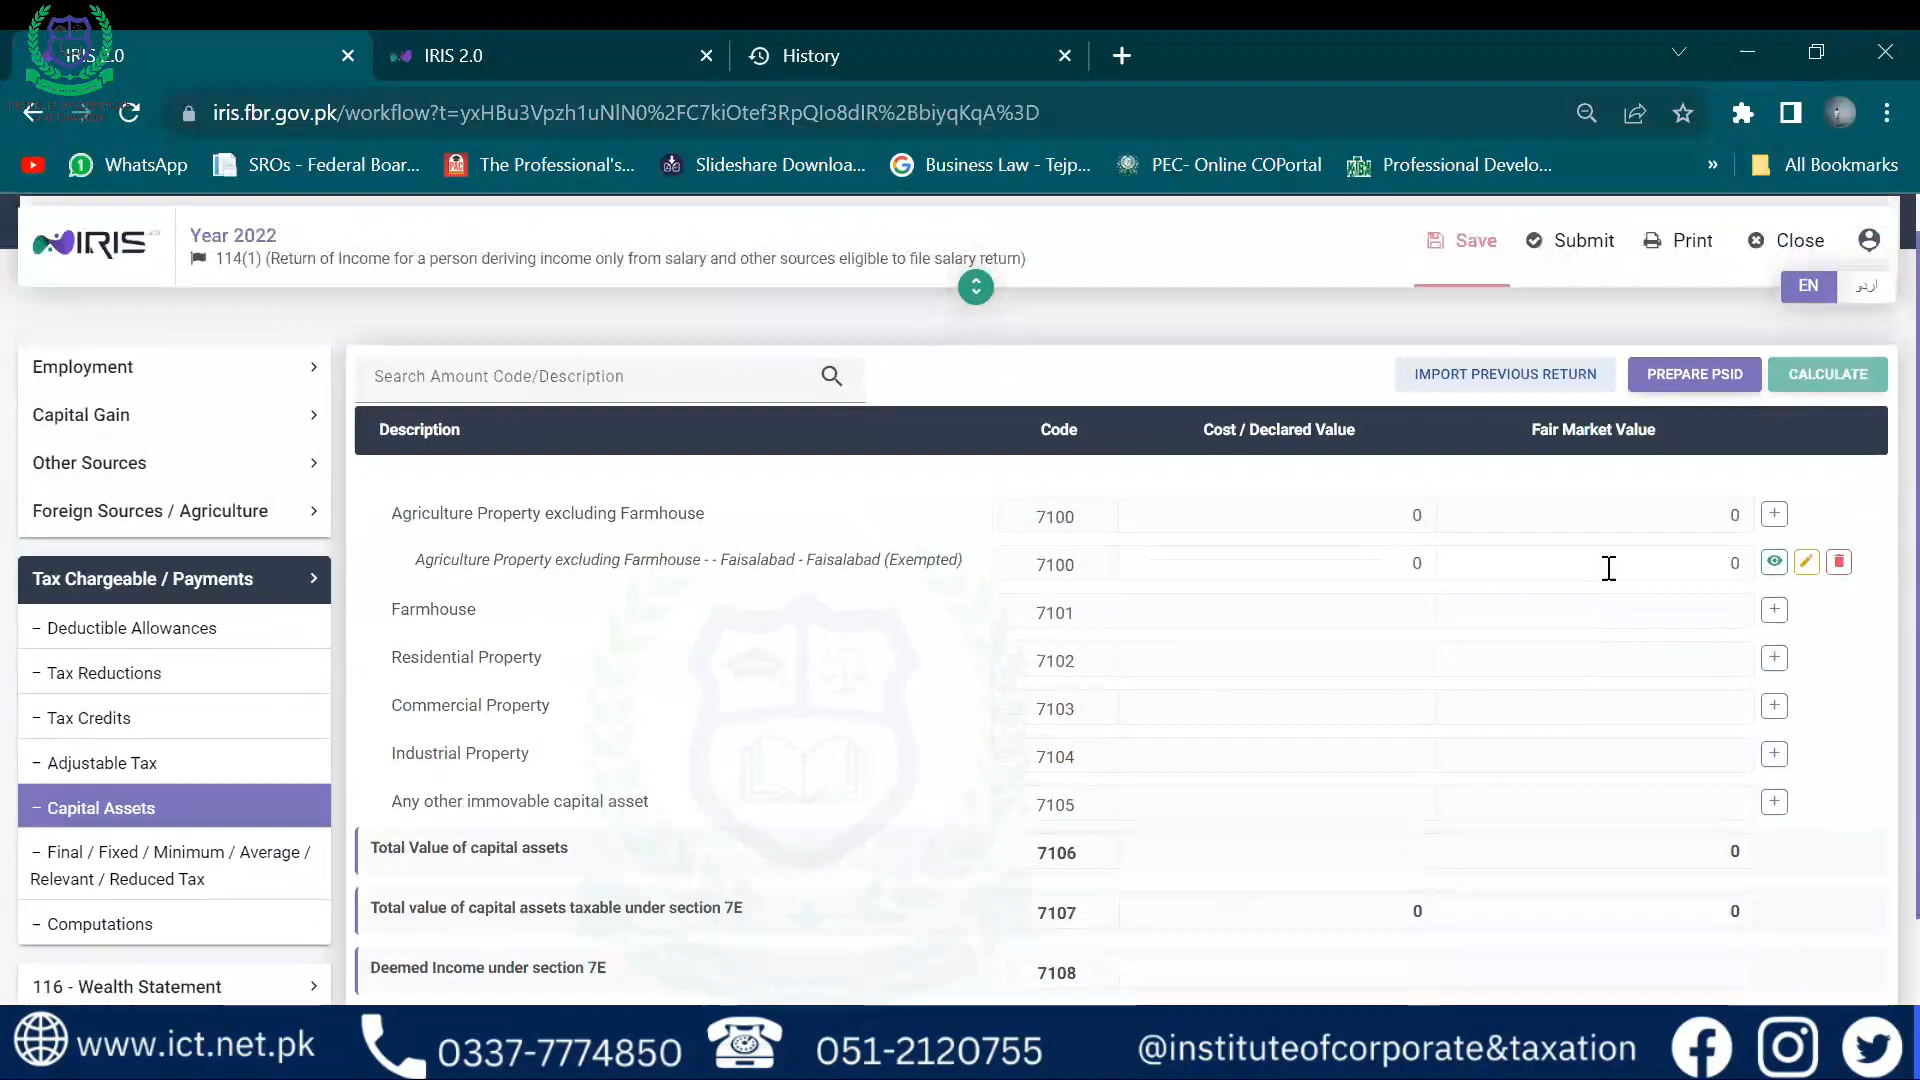 IRIS 2.0
IRIS 2.0
History
iris.fbr.gov.pk/workflow?t=yxHBu3Vpzh1uNlN0%2FC7kiOtef3RpQIo8dIR%2BbiyqKqA%3D
WhatsApp
SROs - Federal Boar...
The Professional's...
Slideshare Downloa...
Business Law - Tejp...
PEC- Online COPortal
Professional Develo...
»
All Bookmarks
IRIS
Year 2022
114(1) (Return of Income for a person deriving income only from salary and other sources eligible to file salary return)
Save
Submit
Print
Close
EN
اردو
Employment
Capital Gain
Other Sources
Foreign Sources / Agriculture
Tax Chargeable / Payments
– Deductible Allowances
– Tax Reductions
– Tax Credits
– Adjustable Tax
– Capital Assets
– Final / Fixed / Minimum / Average /
Relevant / Reduced Tax
– Computations
116 - Wealth Statement
Search Amount Code/Description
IMPORT PREVIOUS RETURN
PREPARE PSID
CALCULATE
Description Code Cost / Declared Value Fair Market Value
Agriculture Property excluding Farmhouse 7100 0 0
Agriculture Property excluding Farmhouse - - Faisalabad - Faisalabad (Exempted) 7100 0 0
Farmhouse 7101
Residential Property 7102
Commercial Property 7103
Industrial Property 7104
Any other immovable capital asset 7105
Total Value of capital assets 7106 0
Total value of capital assets taxable under section 7E 7107 0 0
Deemed Income under section 7E 7108
www.ict.net.pk
0337-7774850
051-2120755
@instituteofcorporate&taxation